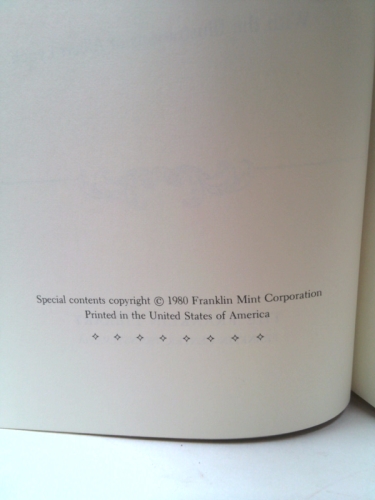 Special contents copyright © 1980 Franklin Mint Corporation
Printed in the United States of America